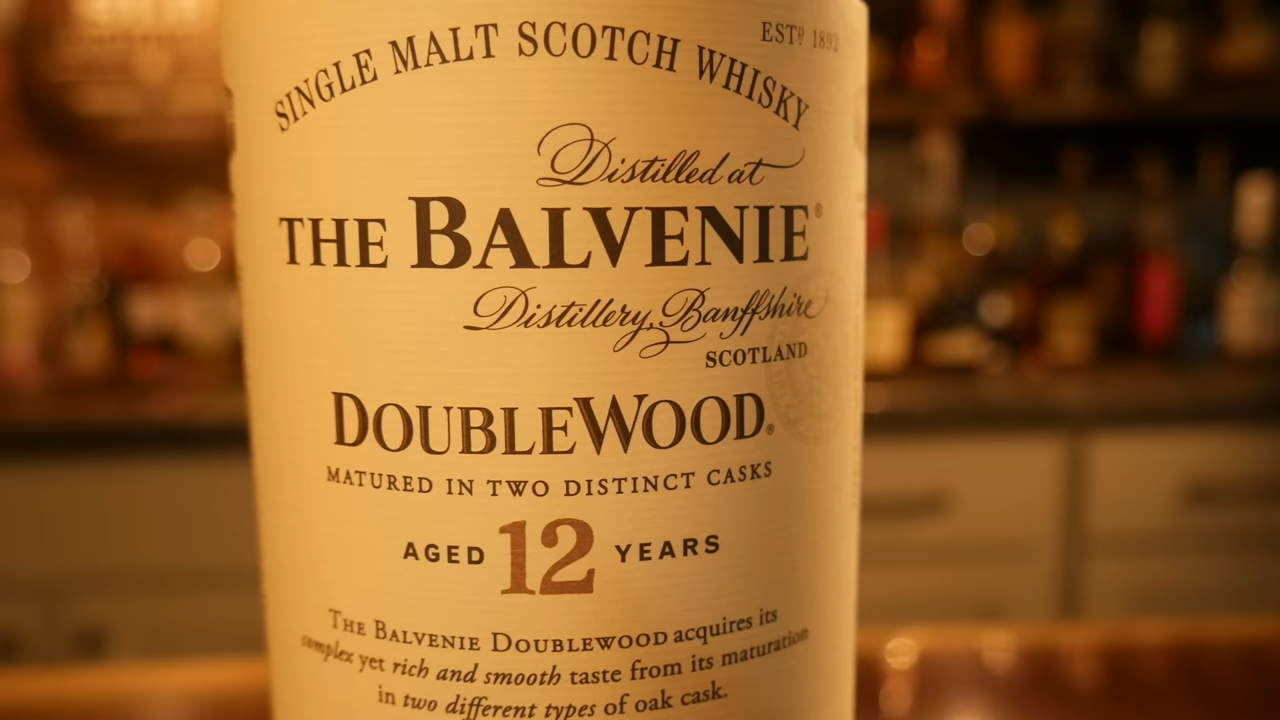 ESTD 1892
SINGLE MALT SCOTCH WHISKY
Distilled at
THE BALVENIE®
Distillery, Banffshire
SCOTLAND
DOUBLEWOOD®
MATURED IN TWO DISTINCT CASKS
AGED 12 YEARS
THE BALVENIE DOUBLEWOOD acquires its
complex yet rich and smooth taste from its maturation
in two different types of oak cask.